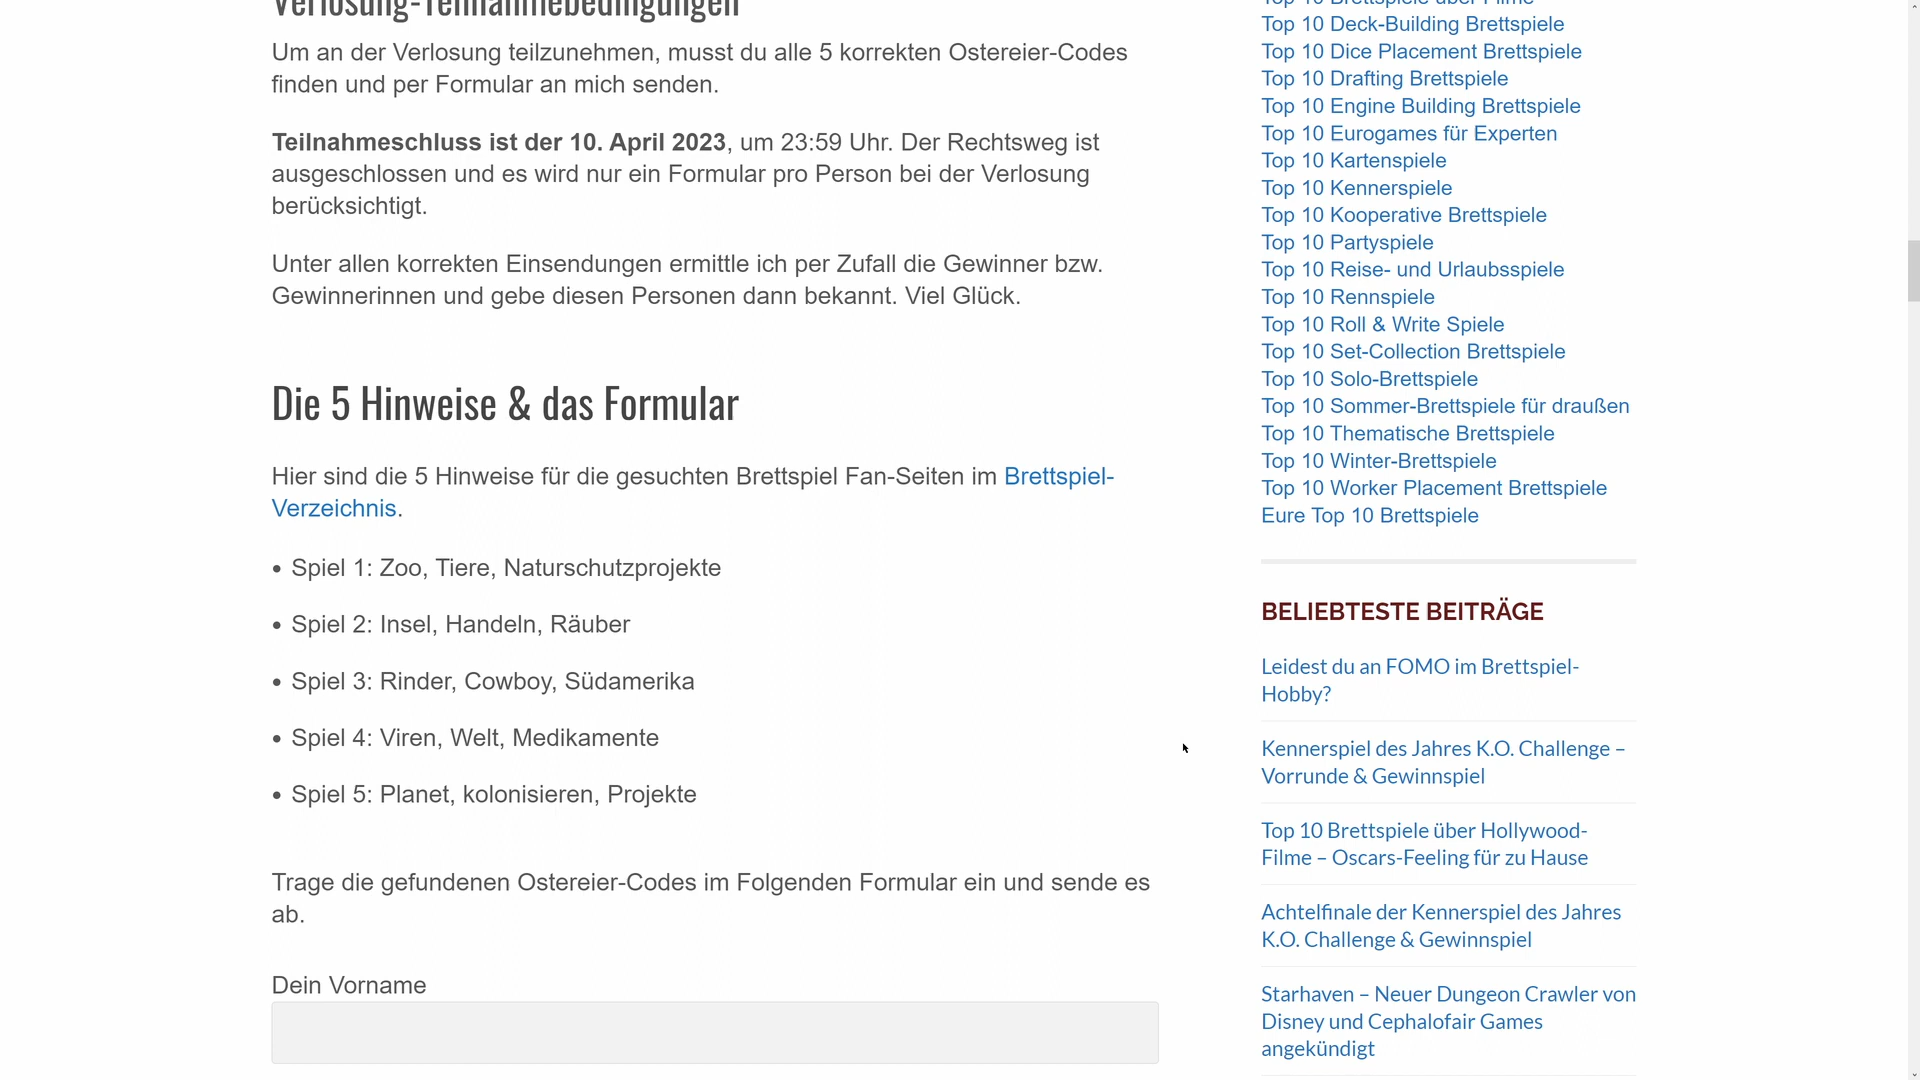 Verlosung-Teilnahmebedingungen
Um an der Verlosung teilzunehmen, musst du alle 5 korrekten Ostereier-Codes
finden und per Formular an mich senden.
Teilnahmeschluss ist der 10. April 2023, um 23:59 Uhr. Der Rechtsweg ist
ausgeschlossen und es wird nur ein Formular pro Person bei der Verlosung
berücksichtigt.
Unter allen korrekten Einsendungen ermittle ich per Zufall die Gewinner bzw.
Gewinnerinnen und gebe diesen Personen dann bekannt. Viel Glück.
Die 5 Hinweise & das Formular
Hier sind die 5 Hinweise für die gesuchten Brettspiel Fan-Seiten im Brettspiel-
Verzeichnis.
• Spiel 1: Zoo, Tiere, Naturschutzprojekte
• Spiel 2: Insel, Handeln, Räuber
• Spiel 3: Rinder, Cowboy, Südamerika
• Spiel 4: Viren, Welt, Medikamente
• Spiel 5: Planet, kolonisieren, Projekte
Trage die gefundenen Ostereier-Codes im Folgenden Formular ein und sende es
ab.
Dein Vorname
Top 10 Brettspiele über Filme
Top 10 Deck-Building Brettspiele
Top 10 Dice Placement Brettspiele
Top 10 Drafting Brettspiele
Top 10 Engine Building Brettspiele
Top 10 Eurogames für Experten
Top 10 Kartenspiele
Top 10 Kennerspiele
Top 10 Kooperative Brettspiele
Top 10 Partyspiele
Top 10 Reise- und Urlaubsspiele
Top 10 Rennspiele
Top 10 Roll & Write Spiele
Top 10 Set-Collection Brettspiele
Top 10 Solo-Brettspiele
Top 10 Sommer-Brettspiele für draußen
Top 10 Thematische Brettspiele
Top 10 Winter-Brettspiele
Top 10 Worker Placement Brettspiele
Eure Top 10 Brettspiele
BELIEBTESTE BEITRÄGE
Leidest du an FOMO im Brettspiel-
Hobby?
Kennerspiel des Jahres K.O. Challenge –
Vorrunde & Gewinnspiel
Top 10 Brettspiele über Hollywood-
Filme – Oscars-Feeling für zu Hause
Achtelfinale der Kennerspiel des Jahres
K.O. Challenge & Gewinnspiel
Starhaven – Neuer Dungeon Crawler von
Disney und Cephalofair Games
angekündigt